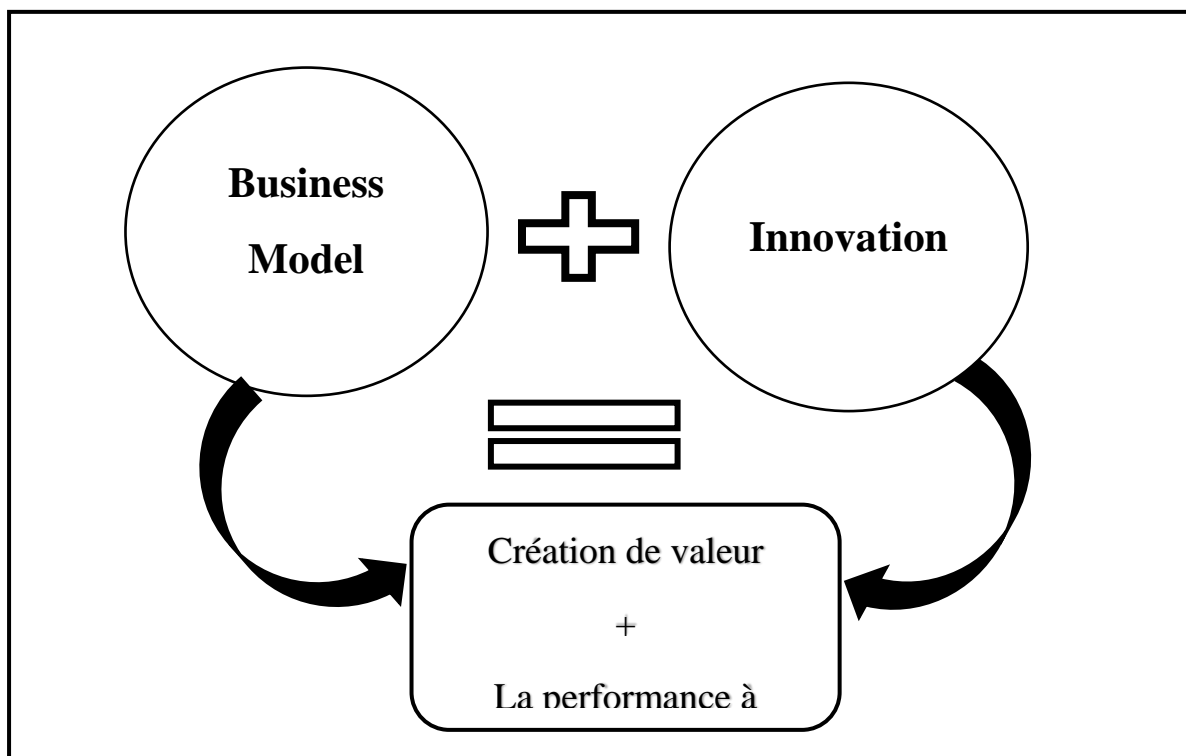 Business
Model
Innovation
Création de valeur
+
La performance à